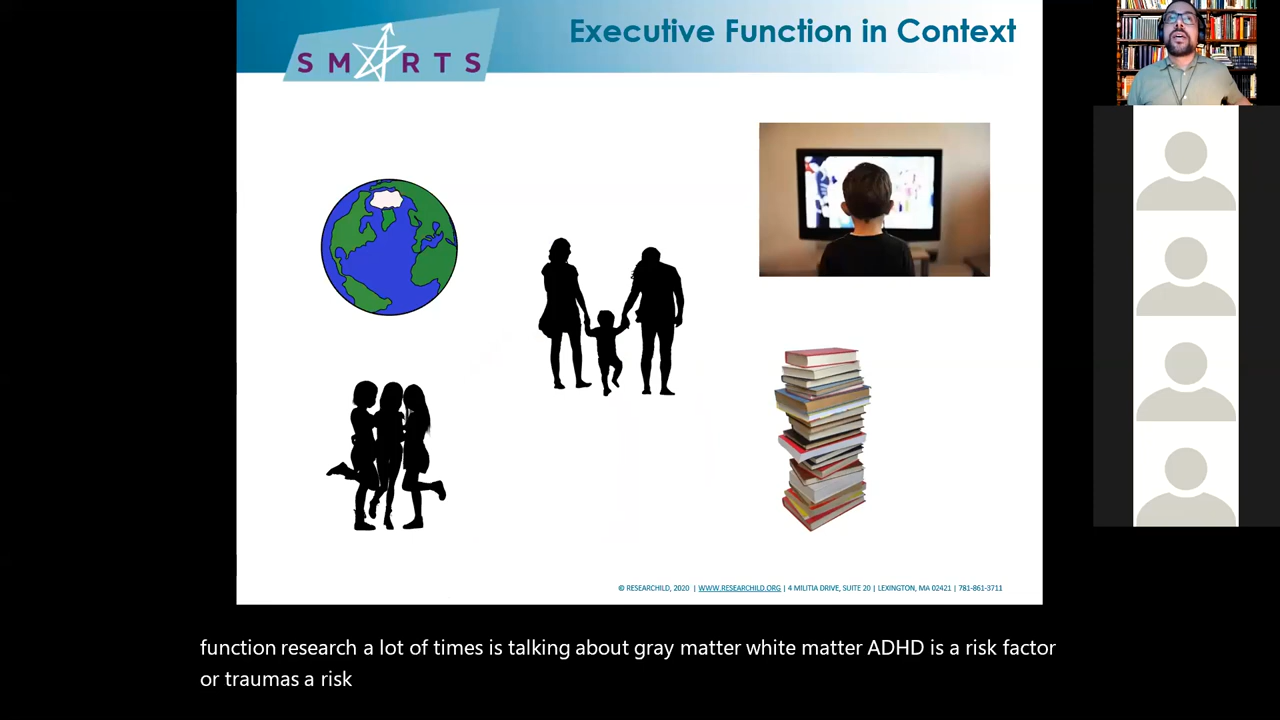 SMARTS
Executive Function in Context
© RESEARCHILD, 2020 | WWW.RESEARCHILD.ORG | 4 MILITIA DRIVE, SUITE 20 | LEXINGTON, MA 02421 | 781-861-3711
function research a lot of times is talking about gray matter white matter ADHD is a risk factor
or traumas a risk